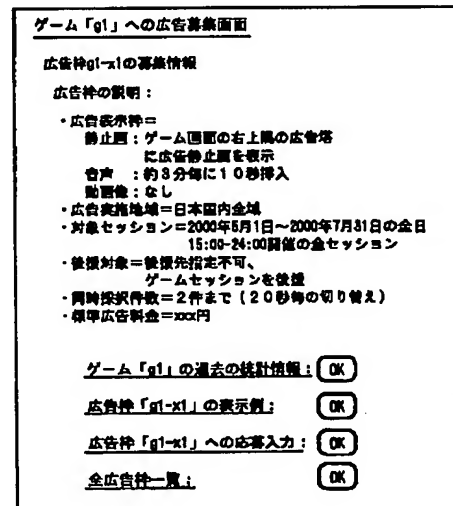 ゲーム「g1」への広告募集画面
広告枠g1-x1の募集情報
広告枠の説明：
・広告表示枠＝
静止画：ゲーム画面の右上隅の広告塔
に広告静止画を表示
音声　：約３分毎に１０秒挿入
動画像：なし
・広告実施地域＝日本国内全域
・対象セッション＝2000年5月1日～2000年7月31日の全日
15:00-24:00開催の全セッション
・後援対象＝後援先指定不可、
ゲームセッションを後援
・同時採択件数＝２件まで（２０秒毎の切り替え）
・標準広告料金＝xxx円
ゲーム「g1」の過去の統計情報： OK
広告枠「g1-x1」の表示例： OK
広告枠「g1-x1」への応募入力： OK
全広告枠一覧： OK